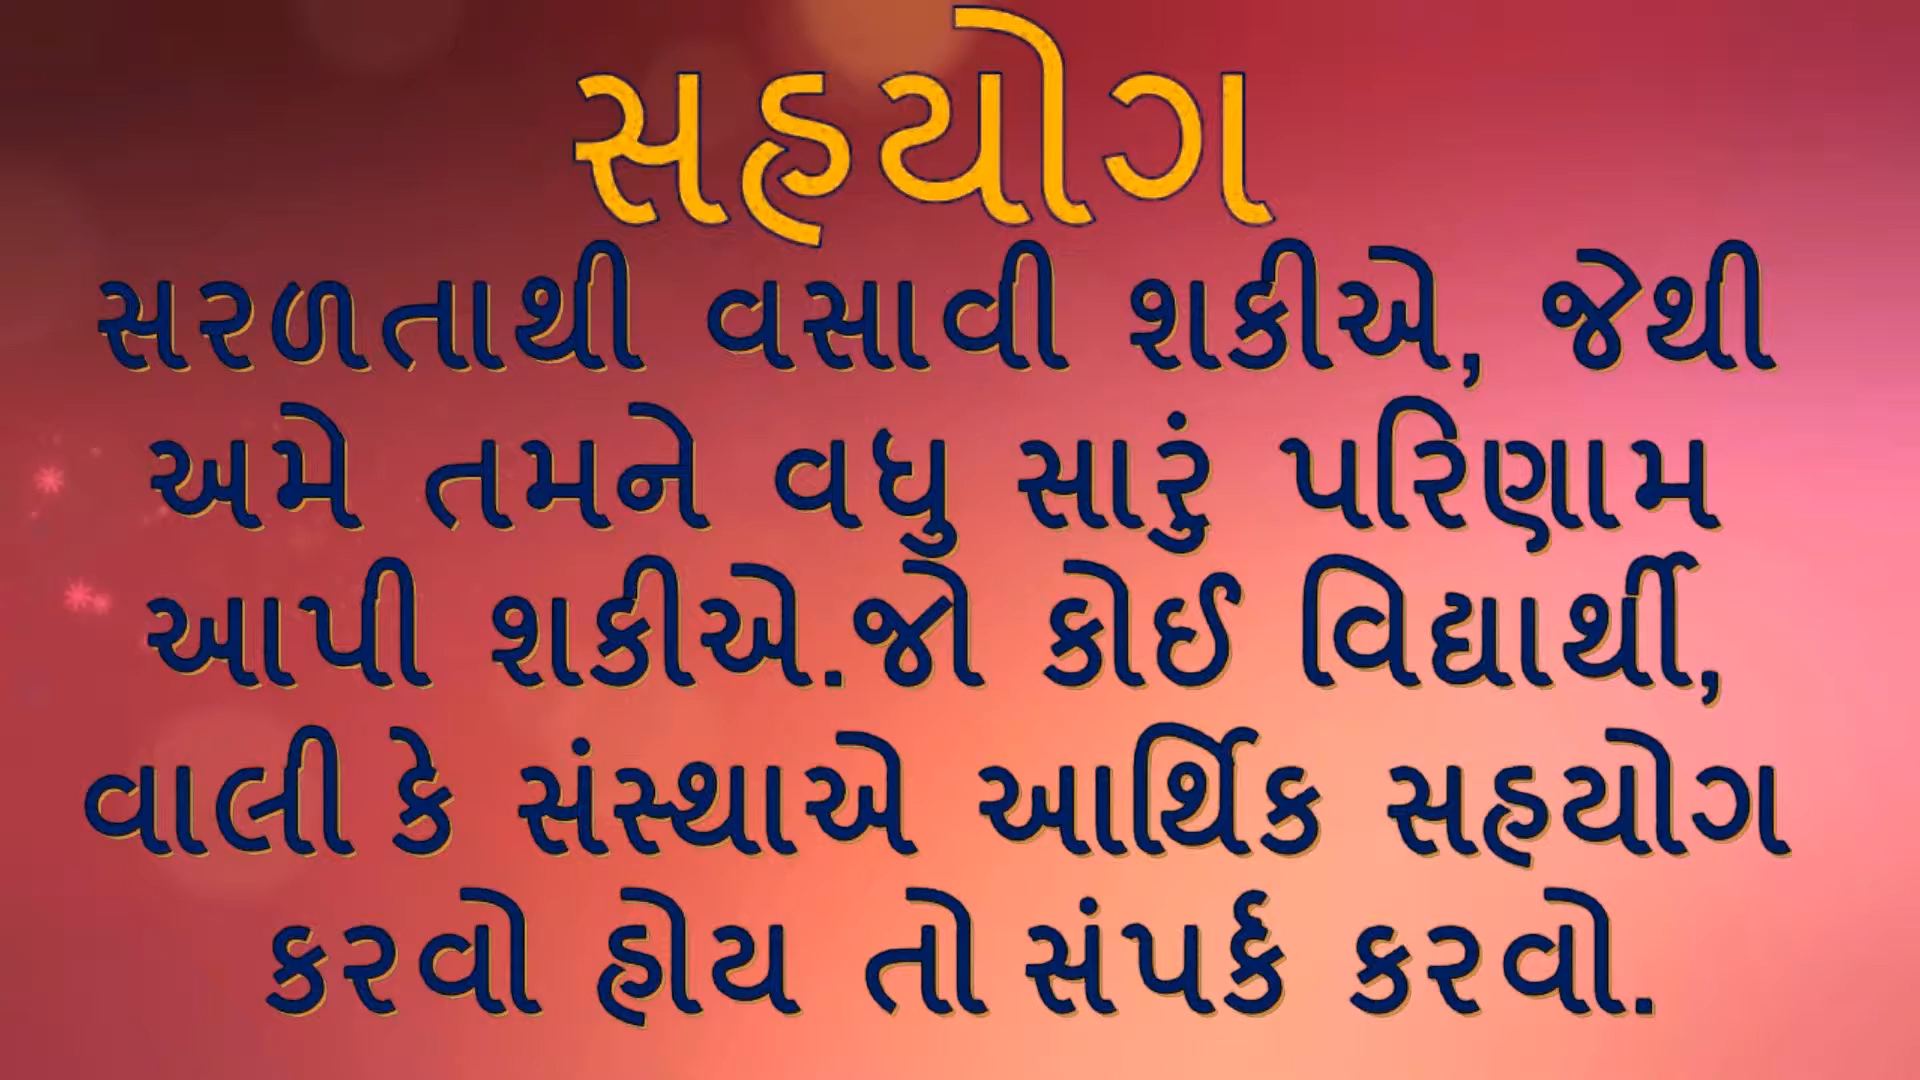 સહયોગ
સરળતાથી વસાવી શકીએ, જેથી
અમે તમને વધુ સારું પરિણામ
આપી શકીએ.જો કોઈ વિદ્યાર્થી,
વાલી કે સંસ્થાએ આર્થિક સહયોગ
કરવો હોય તો સંપર્ક કરવો.